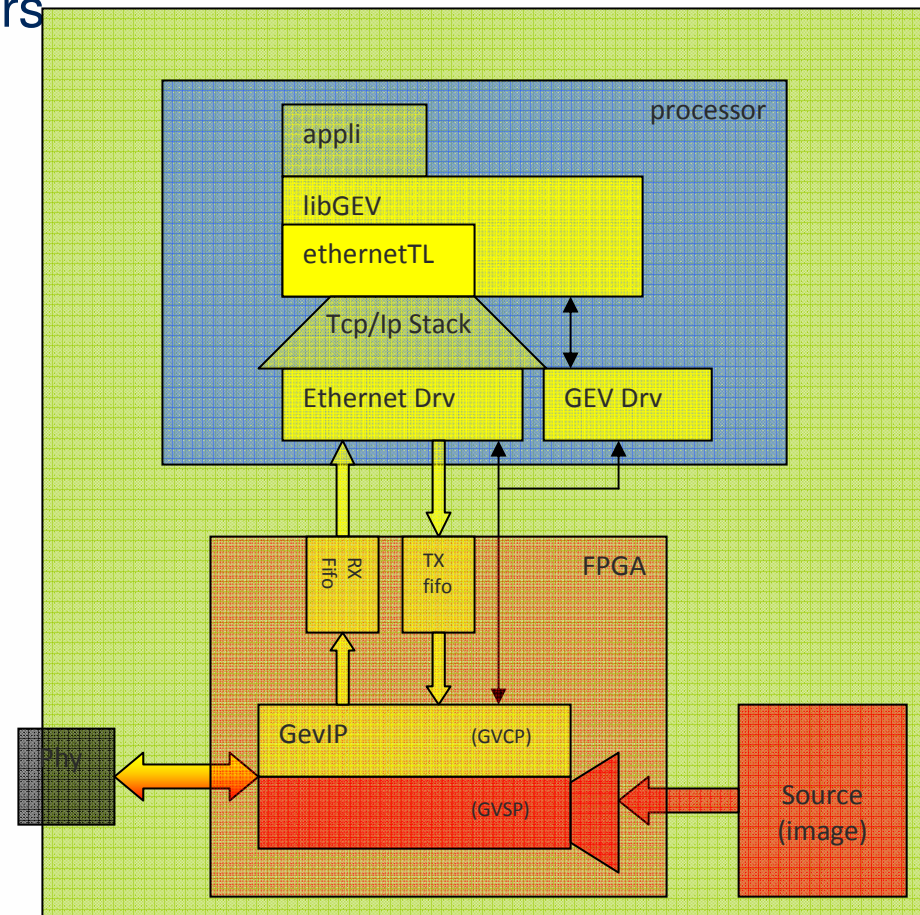 rs
processor
appli
libGEV
ethernetTL
Tcp/Ip Stack
Ethernet Drv
GEV Drv
RX
Fifo
TX
fifo
FPGA
GevIP
(GVCP)
Phy
(GVSP)
Source
(image)